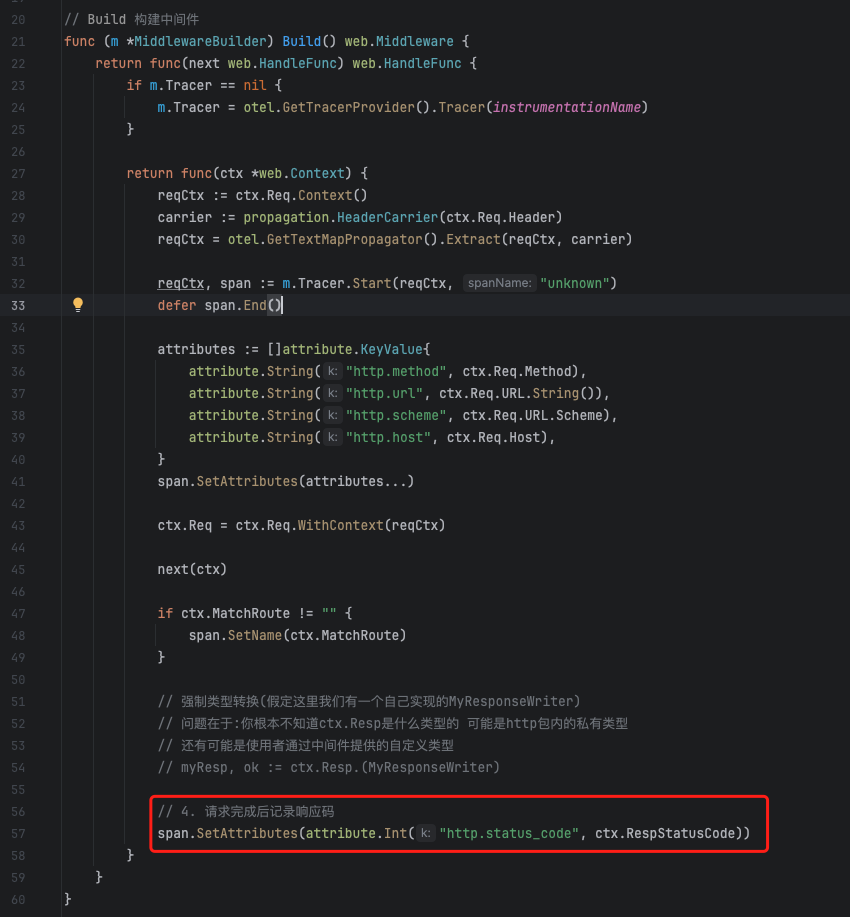 20 // Build 构建中间件
21 func (m *MiddlewareBuilder) Build() web.Middleware {
22 return func(next web.HandleFunc) web.HandleFunc {
23 if m.Tracer == nil {
24 m.Tracer = otel.GetTracerProvider().Tracer(instrumentationName)
25 }
26
27 return func(ctx *web.Context) {
28 reqCtx := ctx.Req.Context()
29 carrier := propagation.HeaderCarrier(ctx.Req.Header)
30 reqCtx = otel.GetTextMapPropagator().Extract(reqCtx, carrier)
31
32 reqCtx, span := m.Tracer.Start(reqCtx, spanName: "unknown")
33 defer span.End()
34
35 attributes := []attribute.KeyValue{
36 attribute.String( k: "http.method", ctx.Req.Method),
37 attribute.String( k: "http.url", ctx.Req.URL.String()),
38 attribute.String( k: "http.scheme", ctx.Req.URL.Scheme),
39 attribute.String( k: "http.host", ctx.Req.Host),
40 }
41 span.SetAttributes(attributes...)
42
43 ctx.Req = ctx.Req.WithContext(reqCtx)
44
45 next(ctx)
46
47 if ctx.MatchRoute != "" {
48 span.SetName(ctx.MatchRoute)
49 }
50
51 // 强制类型转换(假定这里我们有一个自己实现的MyResponseWriter)
52 // 问题在于:你根本不知道ctx.Resp是什么类型的 可能是http包内的私有类型
53 // 还有可能是使用者通过中间件提供的自定义类型
54 // myResp, ok := ctx.Resp.(MyResponseWriter)
55
56 // 4. 请求完成后记录响应码
57 span.SetAttributes(attribute.Int( k: "http.status_code", ctx.RespStatusCode))
58 }
59 }
60 }